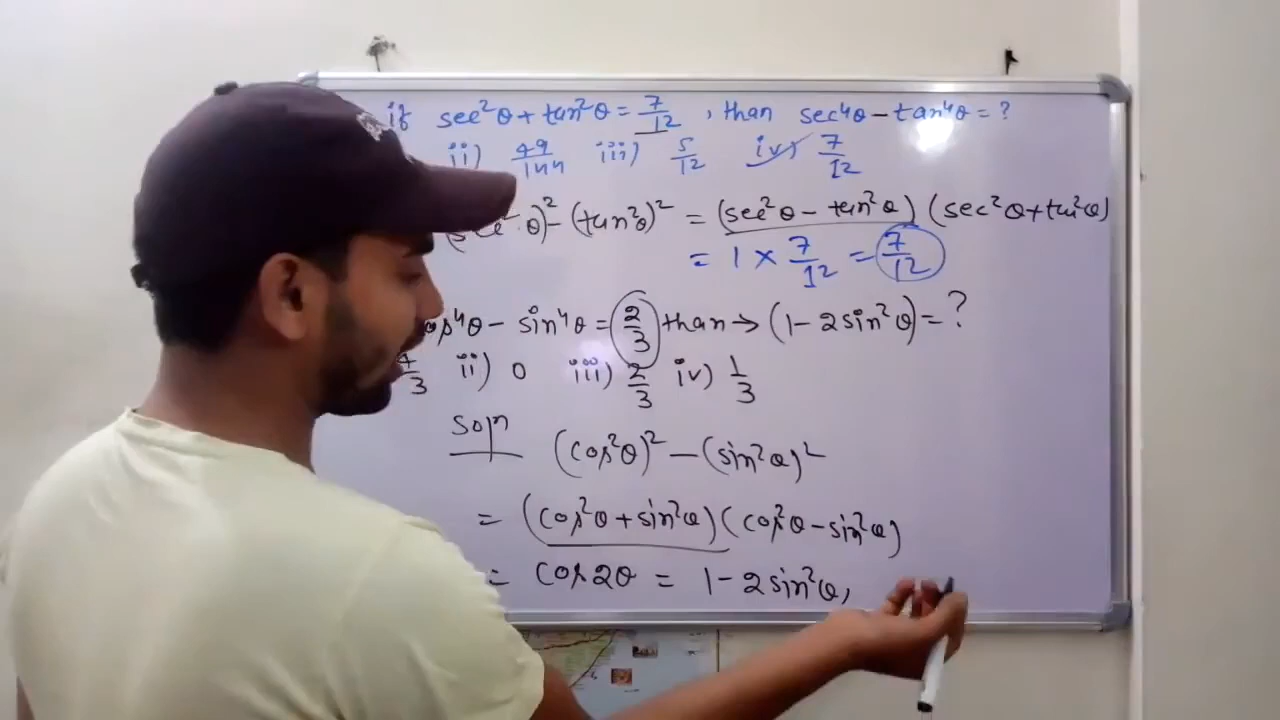 if sec²θ + tan²θ = 7/12, than sec⁴θ − tan⁴θ = ?
ii) 49/144 iii) 5/12 iv) 7/12
(sec²θ)² − (tan²θ)² = (sec²θ − tan²θ) (sec²θ + tan²θ)
= 1 × 7/12 = 7/12
cos⁴θ − sin⁴θ = 2/3 than → (1 − 2sin²θ) = ?
/3 ii) 0 iii) 2/3 iv) 1/3
Solⁿ (cos²θ)² − (sin²θ)²
= (cos²θ + sin²θ)(cos²θ − sin²θ)
= cos2θ = 1 − 2sin²θ,